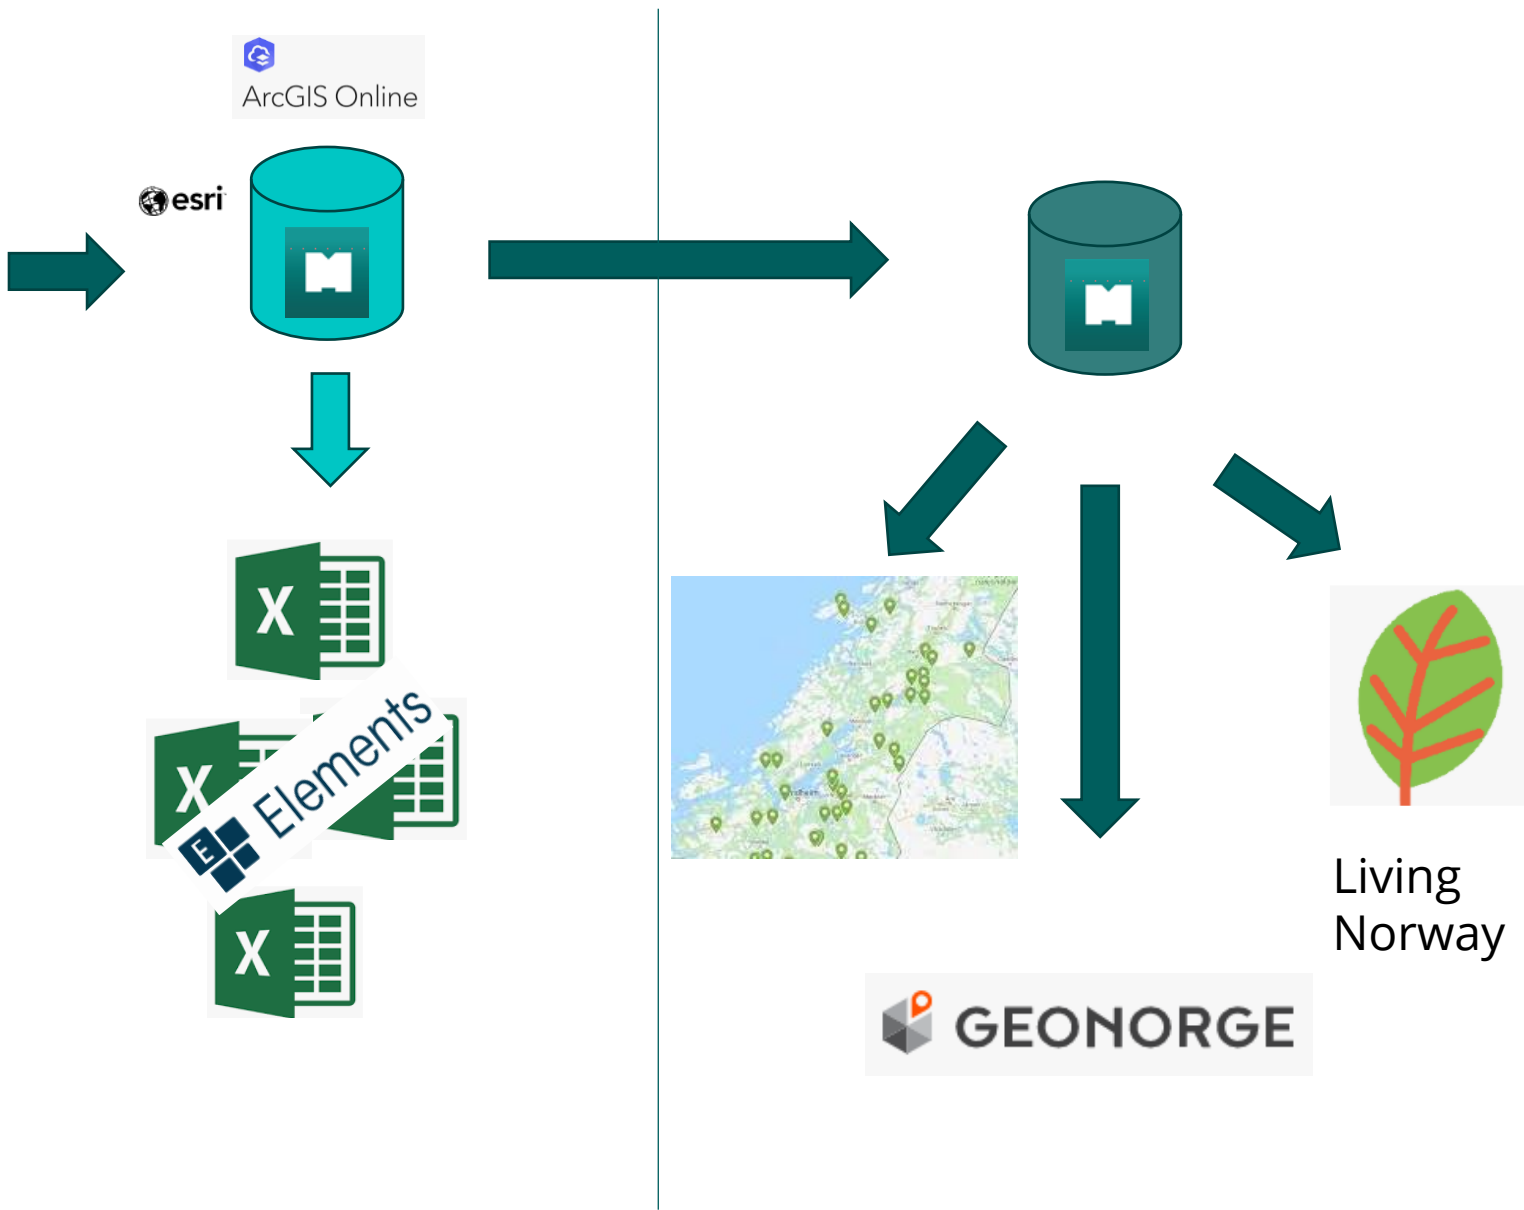 ArcGIS Online
esri
X
X
E Elements
X
Living
Norway
GEONORGE